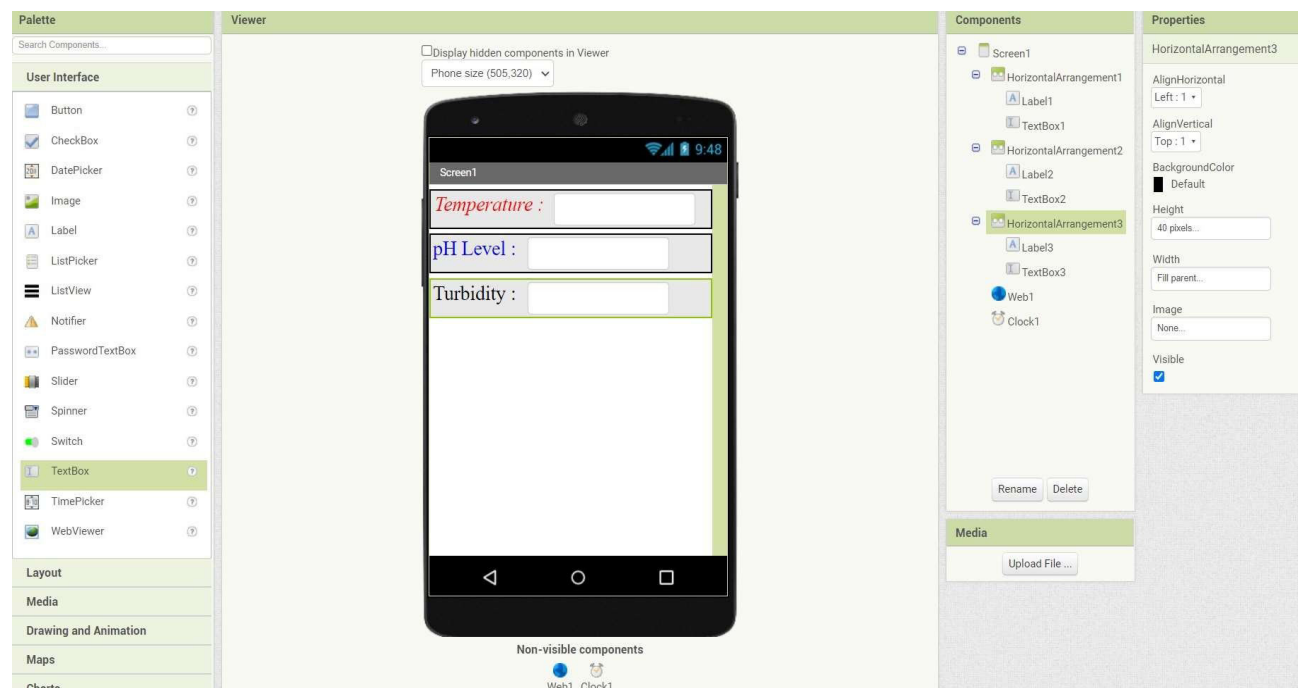 Palette
Search Components...
User Interface
Button
CheckBox
DatePicker
Image
Label
ListPicker
ListView
Notifier
PasswordTextBox
Slider
Spinner
Switch
TextBox
TimePicker
WebViewer
Layout
Media
Drawing and Animation
Maps
Charts
Viewer
Display hidden components in Viewer
Phone size (505,320)
9:48
Screen1
Temperature :
pH Level :
Turbidity :
Non-visible components
Web1 Clock1
Components
Screen1
HorizontalArrangement1
Label1
TextBox1
HorizontalArrangement2
Label2
TextBox2
HorizontalArrangement3
Label3
TextBox3
Web1
Clock1
Rename Delete
Media
Upload File ...
Properties
HorizontalArrangement3
AlignHorizontal
Left : 1
AlignVertical
Top : 1
BackgroundColor
Default
Height
40 pixels...
Width
Fill parent...
Image
None...
Visible